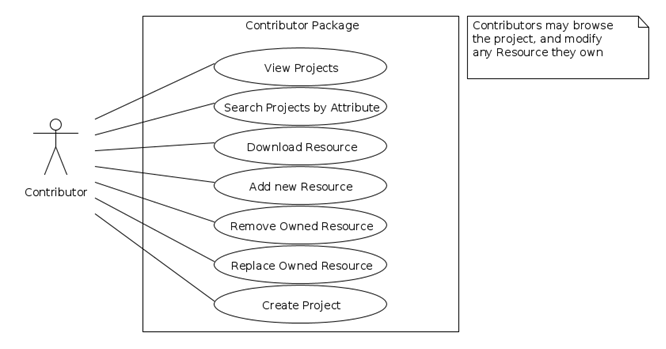 Contributor Package
Contributors may browse
the project, and modify
any Resource they own
View Projects
Search Projects by Attribute
Download Resource
Add new Resource
Contributor
Remove Owned Resource
Replace Owned Resource
Create Project